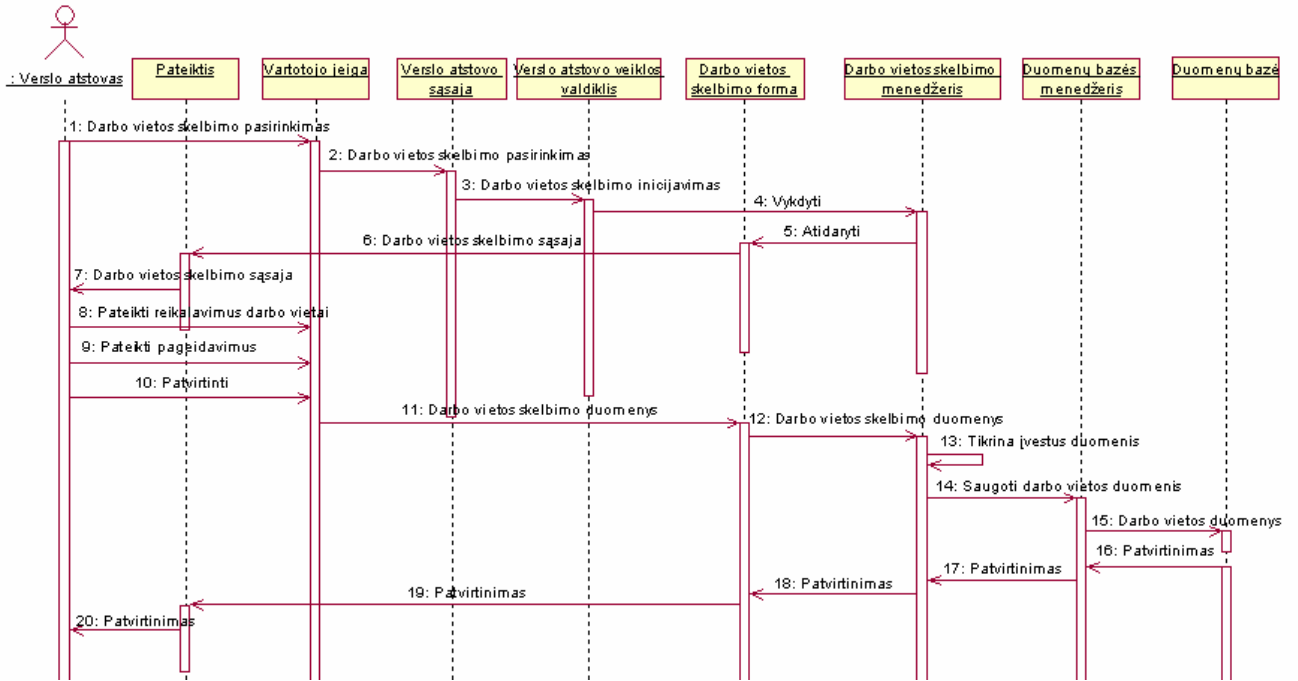 : Verslo atstovas
Pateiktis
Vartotojo įeiga
Verslo atstovo
sąsaja
Verslo atstovo veiklos
valdiklis
Darbo vietos
skelbimo forma
Darbo vietos skelbimo
menedžeris
Duomenų bazės
menedžeris
Duomenų bazė
1: Darbo vietos skelbimo pasirinkimas
2: Darbo vietos skelbimo pasirinkimas
3: Darbo vietos skelbimo inicijavimas
4: Vykdyti
5: Atidaryti
6: Darbo vietos skelbimo sąsaja
7: Darbo vietos skelbimo sąsaja
8: Pateikti reikalavimus darbo vietai
9: Pateikti pageidavimus
10: Patvirtinti
11: Darbo vietos skelbimo duomenys
12: Darbo vietos skelbimo duomenys
13: Tikrina įvestus duomenis
14: Saugoti darbo vietos duomenis
15: Darbo vietos duomenys
16: Patvirtinimas
17: Patvirtinimas
18: Patvirtinimas
19: Patvirtinimas
20: Patvirtinimas